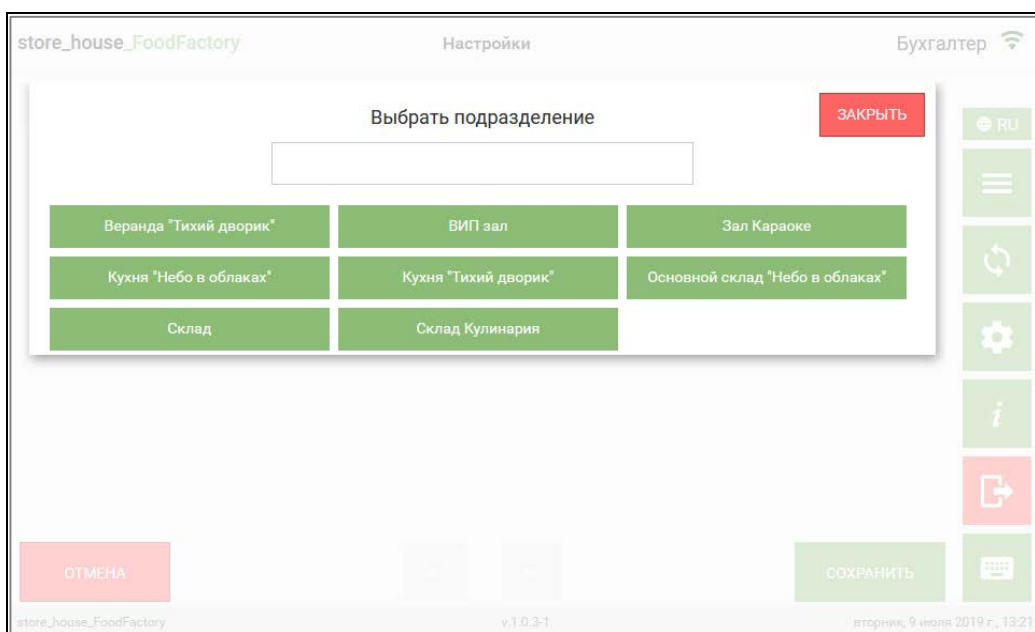 store_house_FoodFactory Настройки Бухгалтер
Выбрать подразделение ЗАКРЫТЬ
RU
Веранда "Тихий дворик" ВИП зал Зал Караоке
Кухня "Небо в облаках" Кухня "Тихий дворик" Основной склад "Небо в облаках"
Склад Склад Кулинария
i
ОТМЕНА СОХРАНИТЬ
store_house_FoodFactory v.1.0.3-1 вторник, 9 июля 2019 г., 13:21